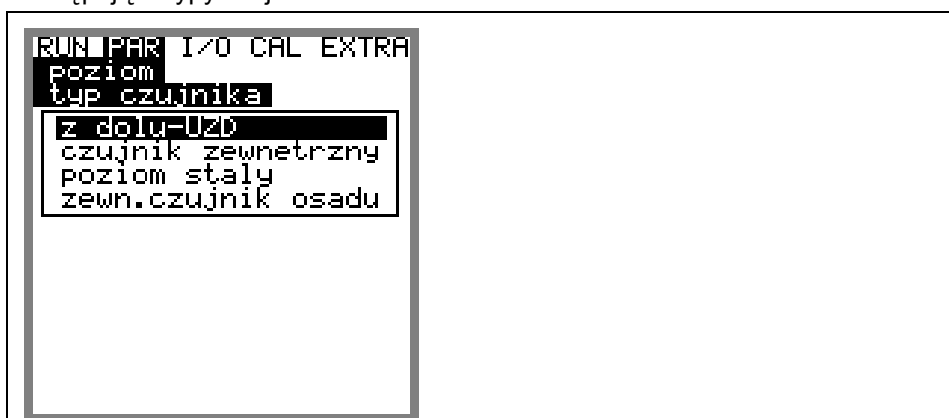 RUN PAR I/O CAL EXTRA
poziom
typ czujnika
z dolu-UZD
czujnik zewnetrzny
poziom staly
zewn.czujnik osadu